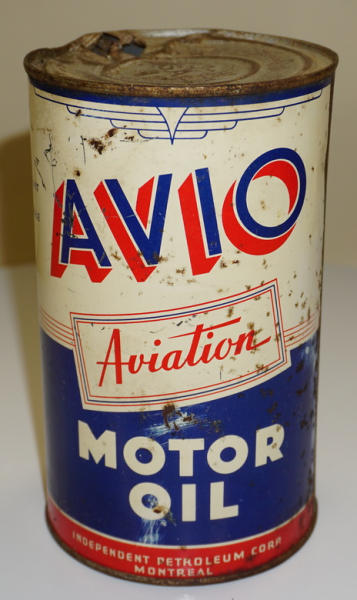 AVIO
Aviation
MOTOR
OIL
INDEPENDENT PETROLEUM CORP.
MONTREAL